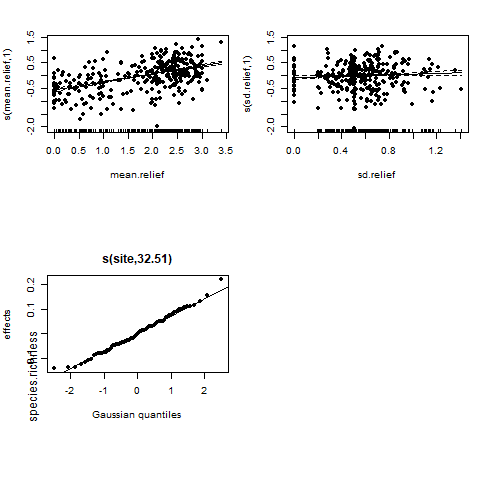 s(mean.relief,1)
1.5
0.5
-0.5
-2.0
0.0 0.5 1.0 1.5 2.0 2.5 3.0 3.5
mean.relief
s(sd.relief,1)
1.5
0.5
-0.5
-2.0
0.0 0.4 0.8 1.2
sd.relief
s(site,32.51)
effects
species.richness
0.2
0.1
-2 -1 0 1 2
Gaussian quantiles